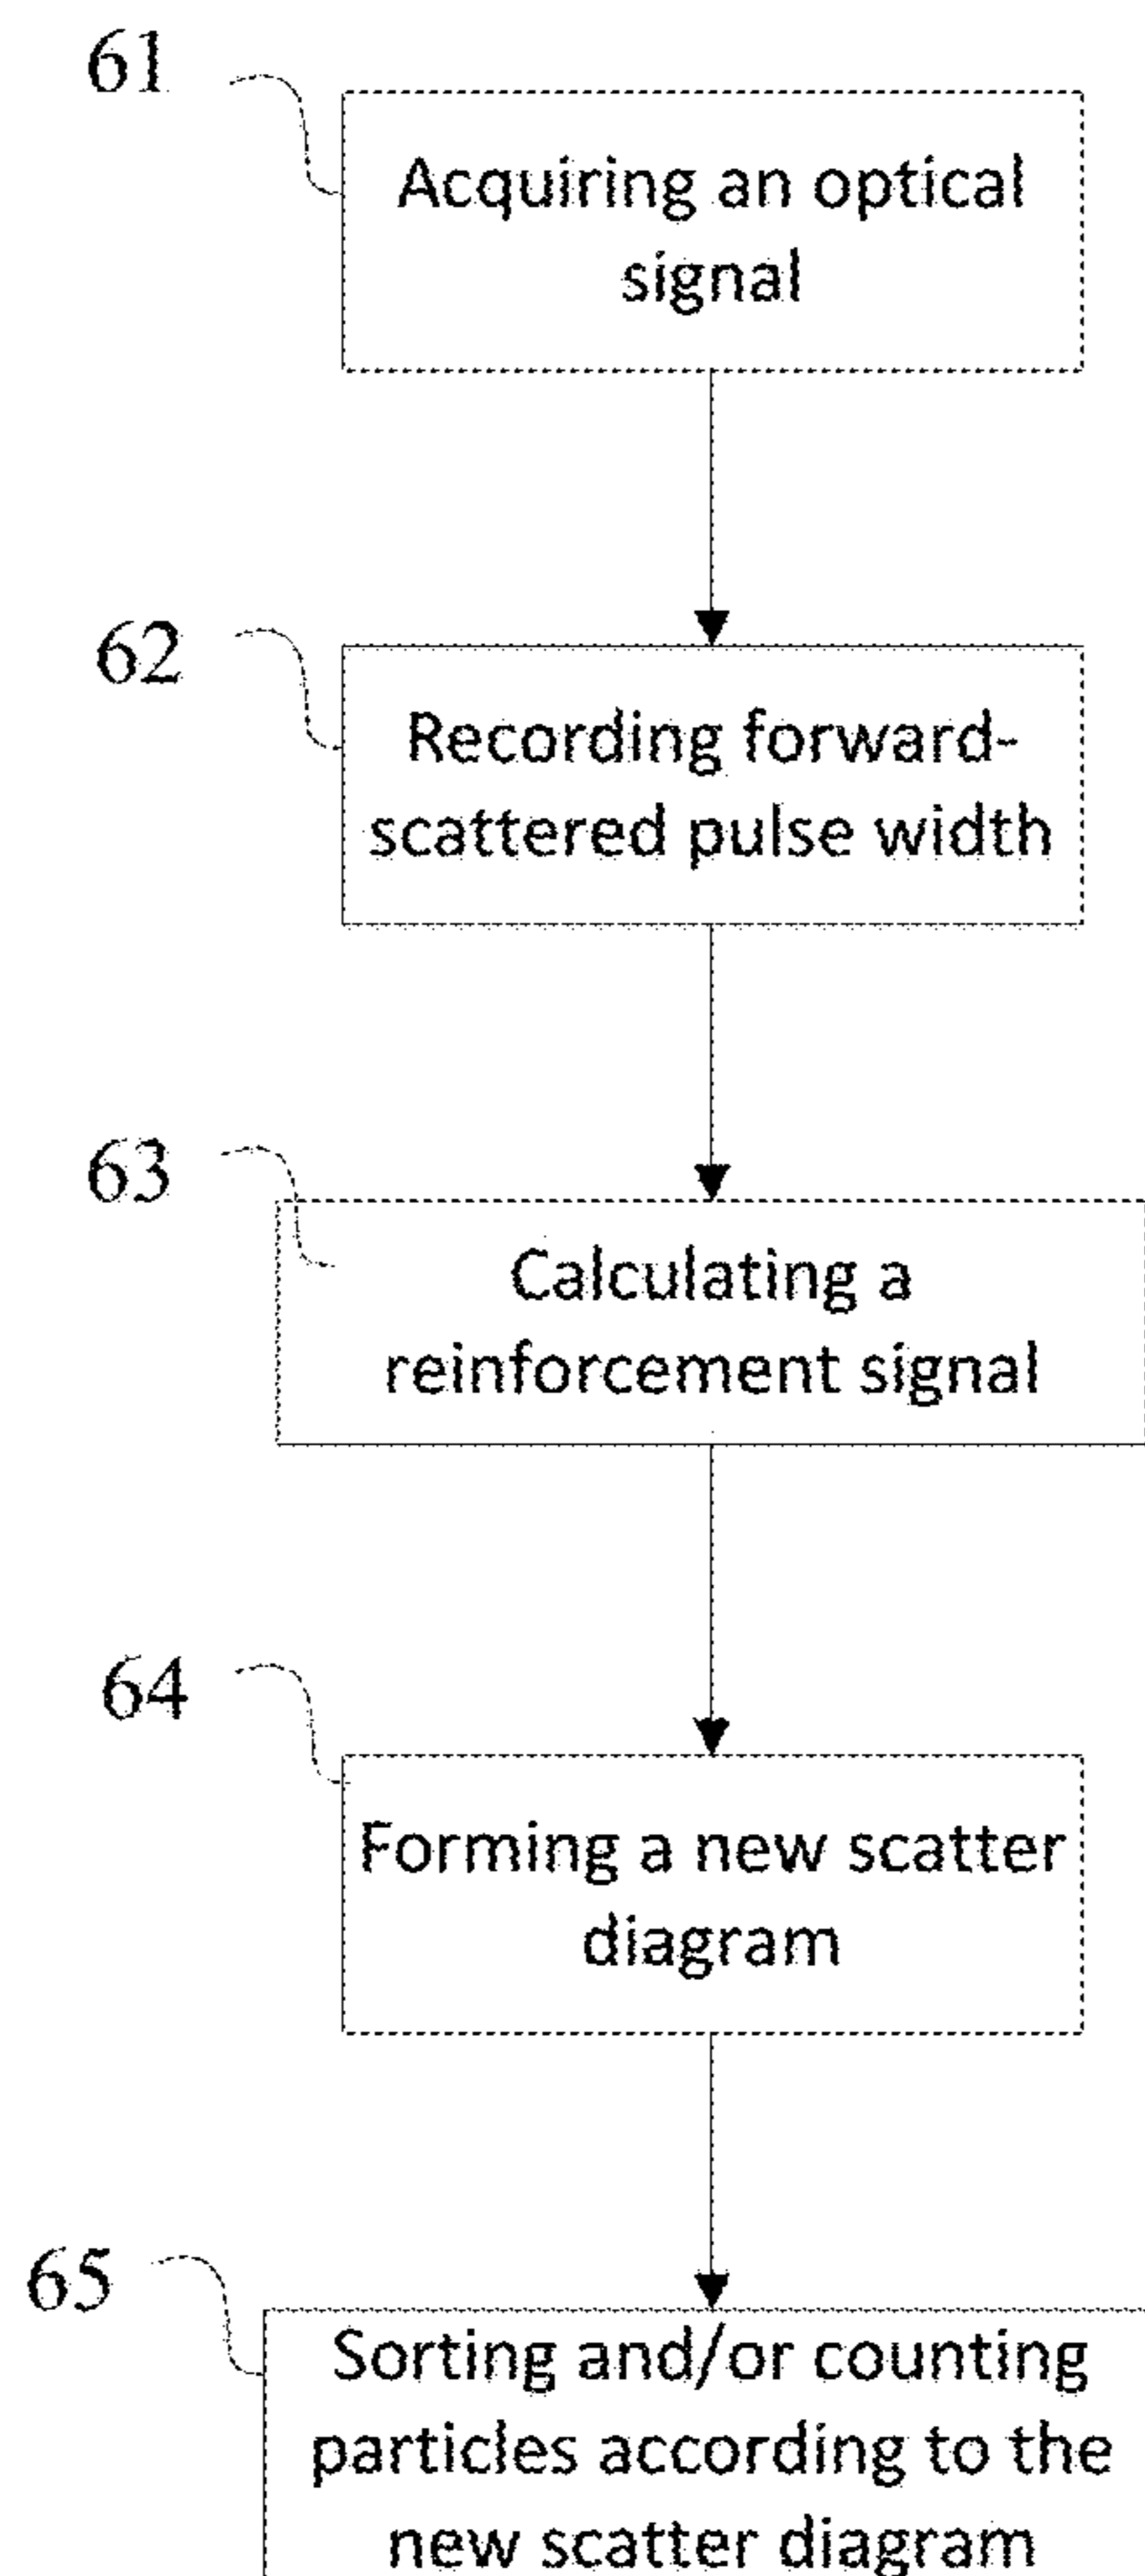 61
Acquiring an optical
signal
62
Recording forward-
scattered pulse width
63
Calculating a
reinforcement signal
64
Forming a new scatter
diagram
65
Sorting and/or counting
particles according to the
new scatter diagram